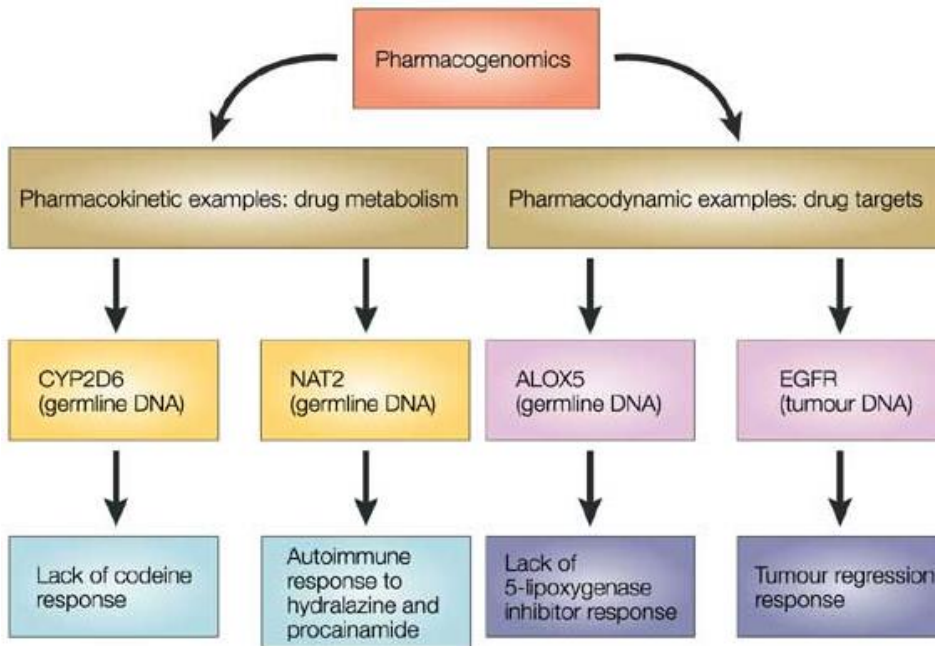 Pharmacogenomics
Pharmacokinetic examples: drug metabolism
Pharmacodynamic examples: drug targets
CYP2D6
(germline DNA)
NAT2
(germline DNA)
ALOX5
(germline DNA)
EGFR
(tumour DNA)
Lack of codeine
response
Autoimmune
response to
hydralazine and
procainamide
Lack of
5-lipoxygenase
inhibitor response
Tumour regression
response